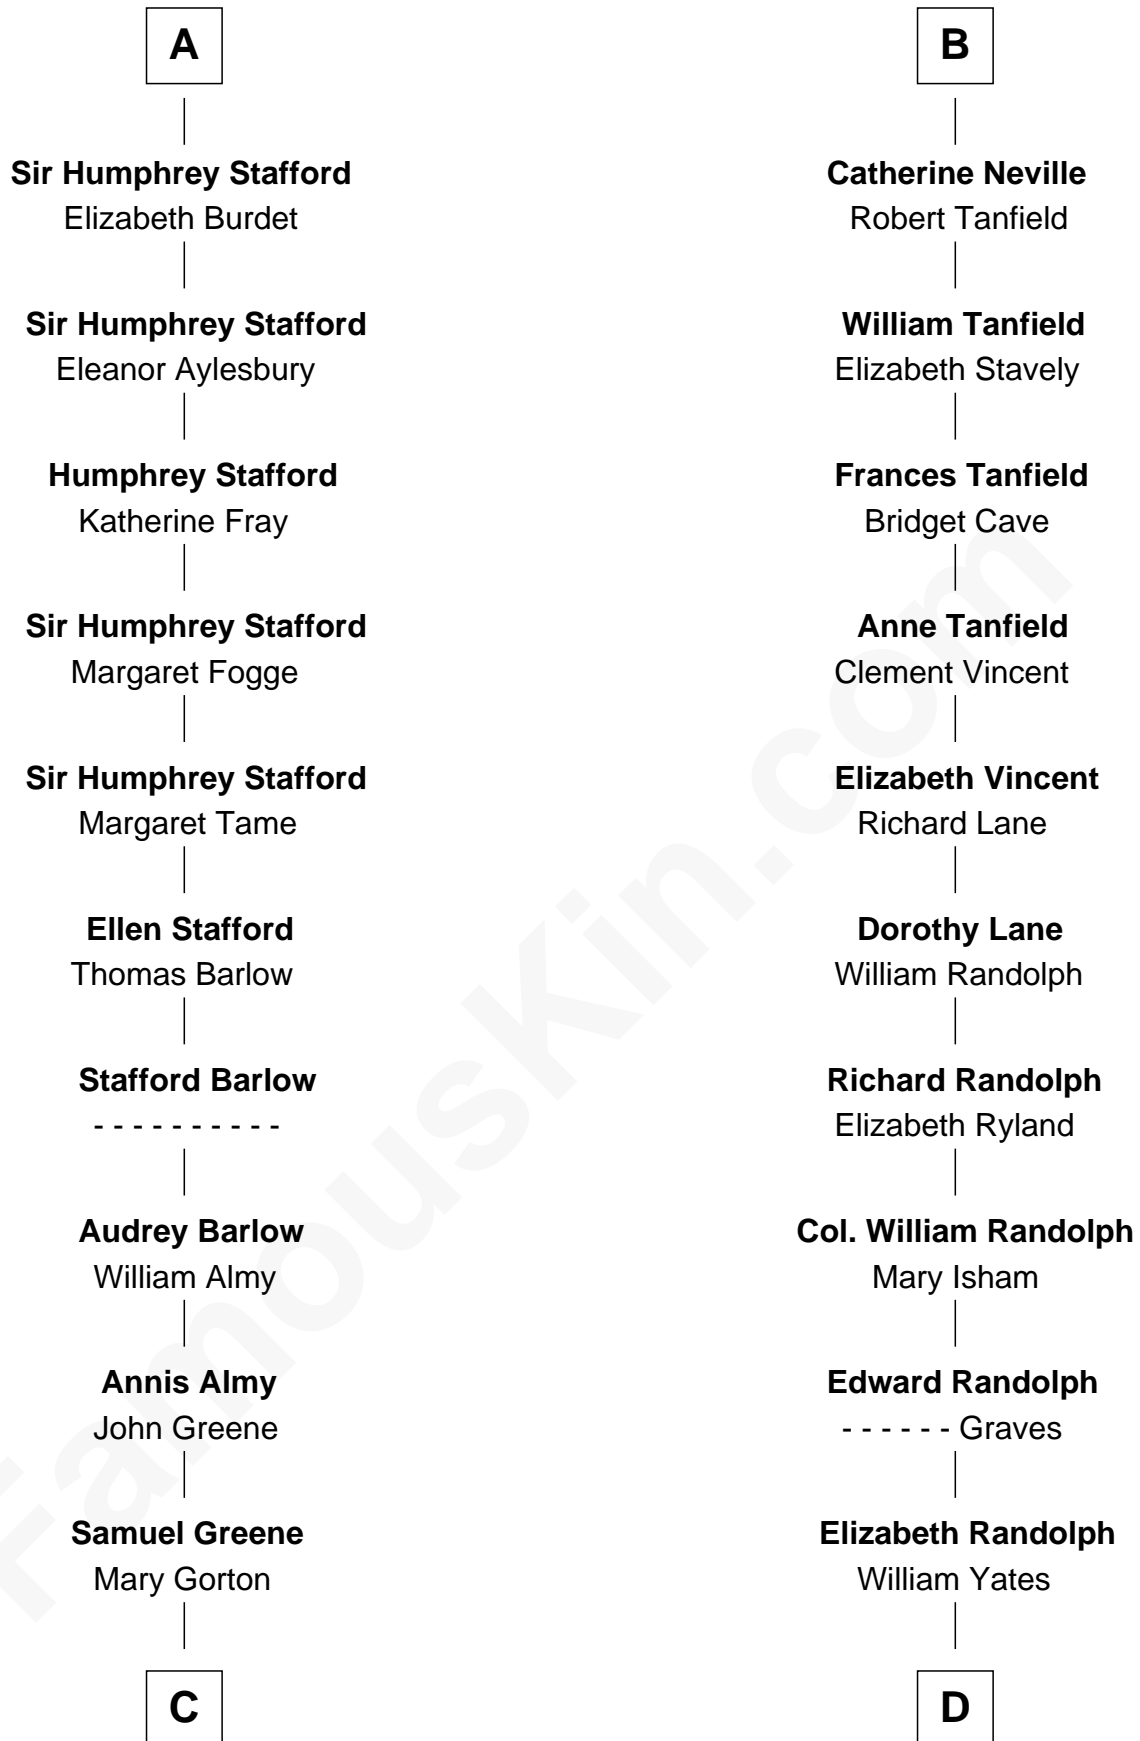 A
Sir Humphrey Stafford
Elizabeth Burdet
Sir Humphrey Stafford
Eleanor Aylesbury
Humphrey Stafford
Katherine Fray
Sir Humphrey Stafford
Margaret Fogge
Sir Humphrey Stafford
Margaret Tame
Ellen Stafford
Thomas Barlow
Stafford Barlow
- - - - - - - - - -
Audrey Barlow
William Almy
Annis Almy
John Greene
Samuel Greene
Mary Gorton
C
B
Catherine Neville
Robert Tanfield
William Tanfield
Elizabeth Stavely
Frances Tanfield
Bridget Cave
Anne Tanfield
Clement Vincent
Elizabeth Vincent
Richard Lane
Dorothy Lane
William Randolph
Richard Randolph
Elizabeth Ryland
Col. William Randolph
Mary Isham
Edward Randolph
- - - - - - Graves
Elizabeth Randolph
William Yates
D
FamousKin.com